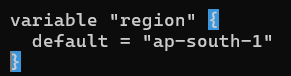 variable "region" {
  default = "ap-south-1"
}